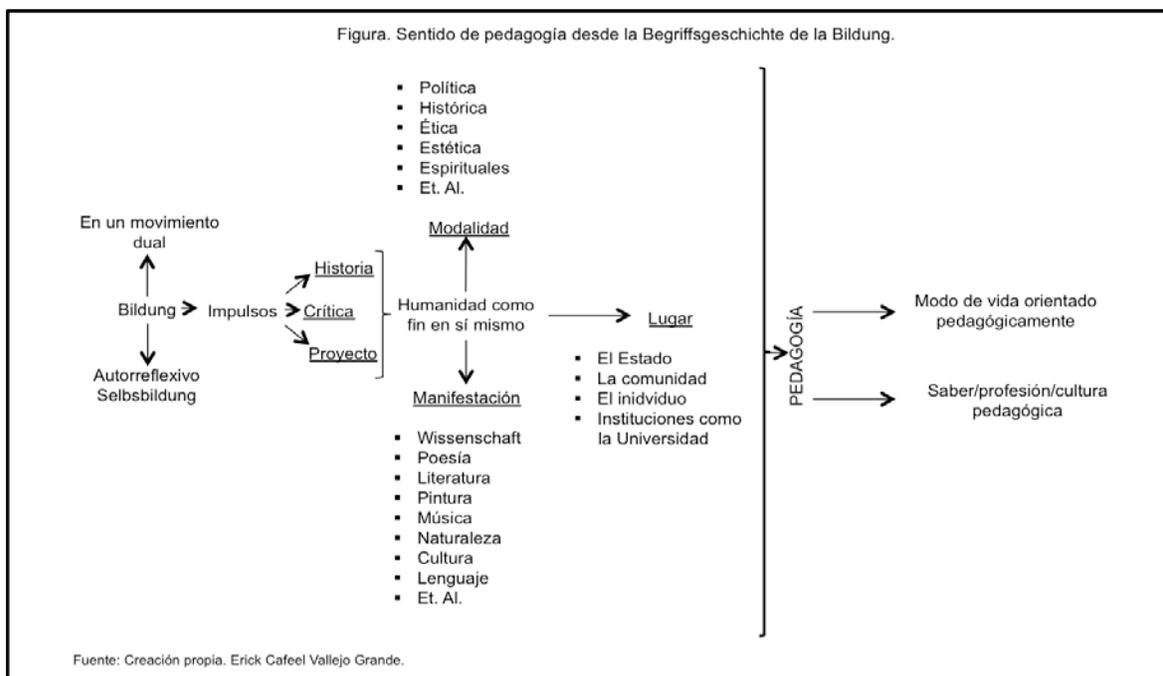 Figura. Sentido de pedagogía desde la Begriffsgeschichte de la Bildung.
▪ Política
▪ Histórica
▪ Ética
▪ Estética
▪ Espirituales
▪ Et. Al.
En un movimiento
dual
Modalidad
Bildung
Impulsos
Historia
Crítica
Proyecto
Humanidad como
fin en sí mismo
Autorreflexivo
Selbsbildung
Manifestación
▪ Wissenschaft
▪ Poesía
▪ Literatura
▪ Pintura
▪ Música
▪ Naturaleza
▪ Cultura
▪ Lenguaje
▪ Et. Al.
Lugar
▪ El Estado
▪ La comunidad
▪ El inidviduo
▪ Instituciones como
la Universidad
PEDAGOGÍA
Modo de vida orientado
pedagógicamente
Saber/profesión/cultura
pedagógica
Fuente: Creación propia. Erick Cafeel Vallejo Grande.